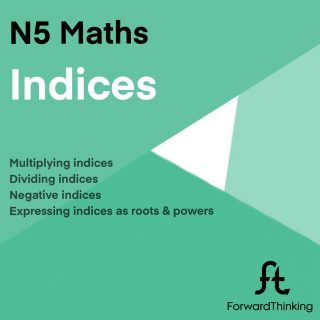 N5 Maths
Indices
Multiplying indices
Dividing indices
Negative indices
Expressing indices as roots & powers
ft
ForwardThinking